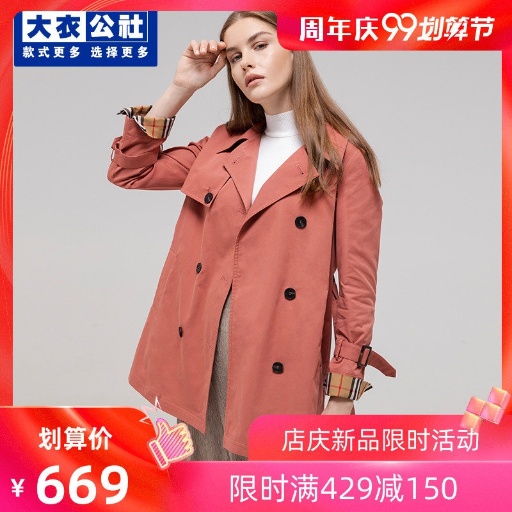 大衣公社
款式更多 选择更多
周年庆99划算节
划算价
¥669
店庆新品限时活动
限时满429减150